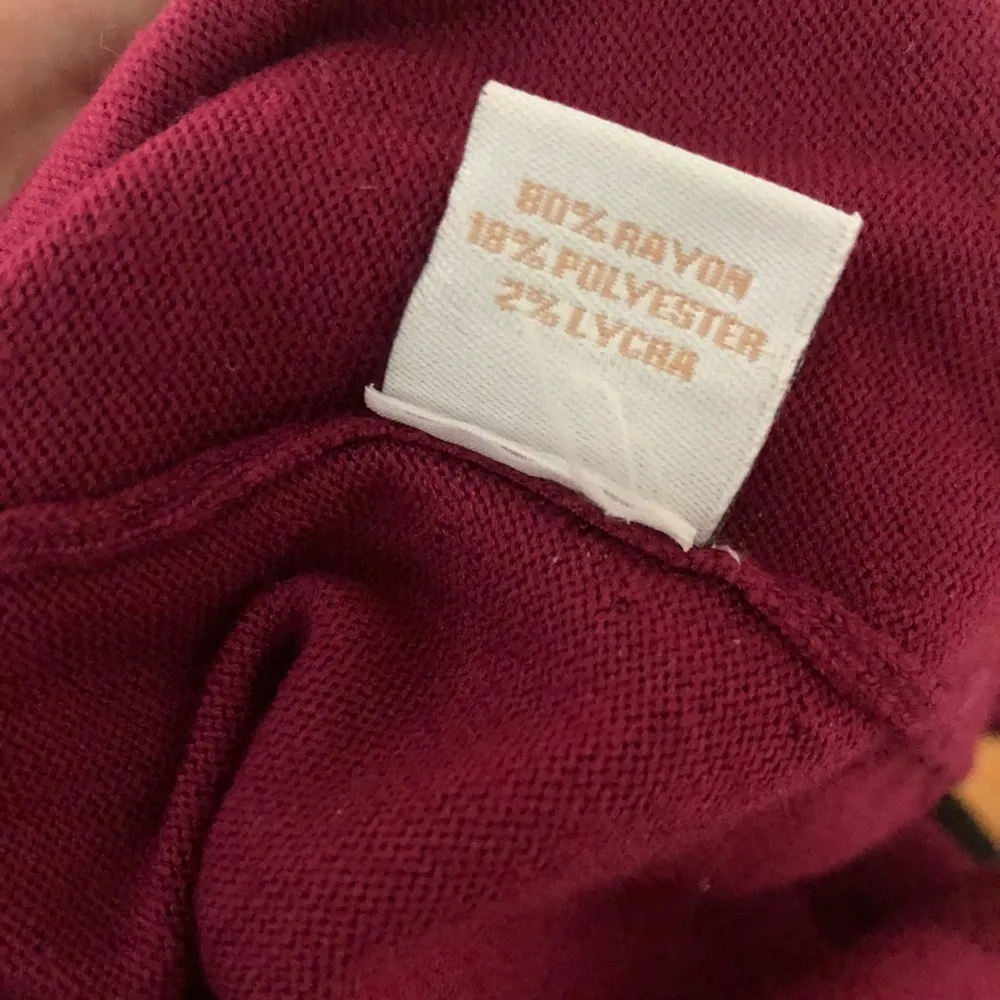 80% RAYON
18% POLYESTER
2% LYCRA